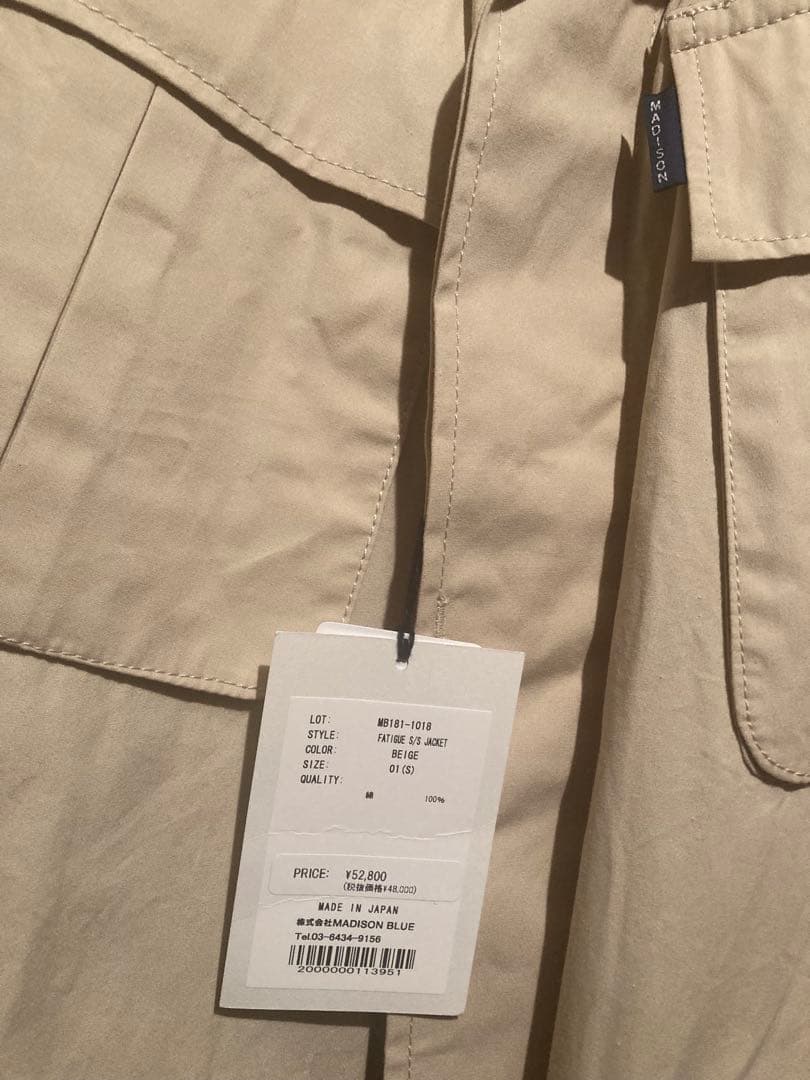 MADISON
LOT: MB181-1018
STYLE: FATIGUE S/S JACKET
COLOR: BEIGE
SIZE: 01(S)
QUALITY:
綿 100%
PRICE: ¥52,800
(税抜価格¥48,000)
MADE IN JAPAN
株式会社MADISON BLUE
Tel.03-6434-9156
2000000113951